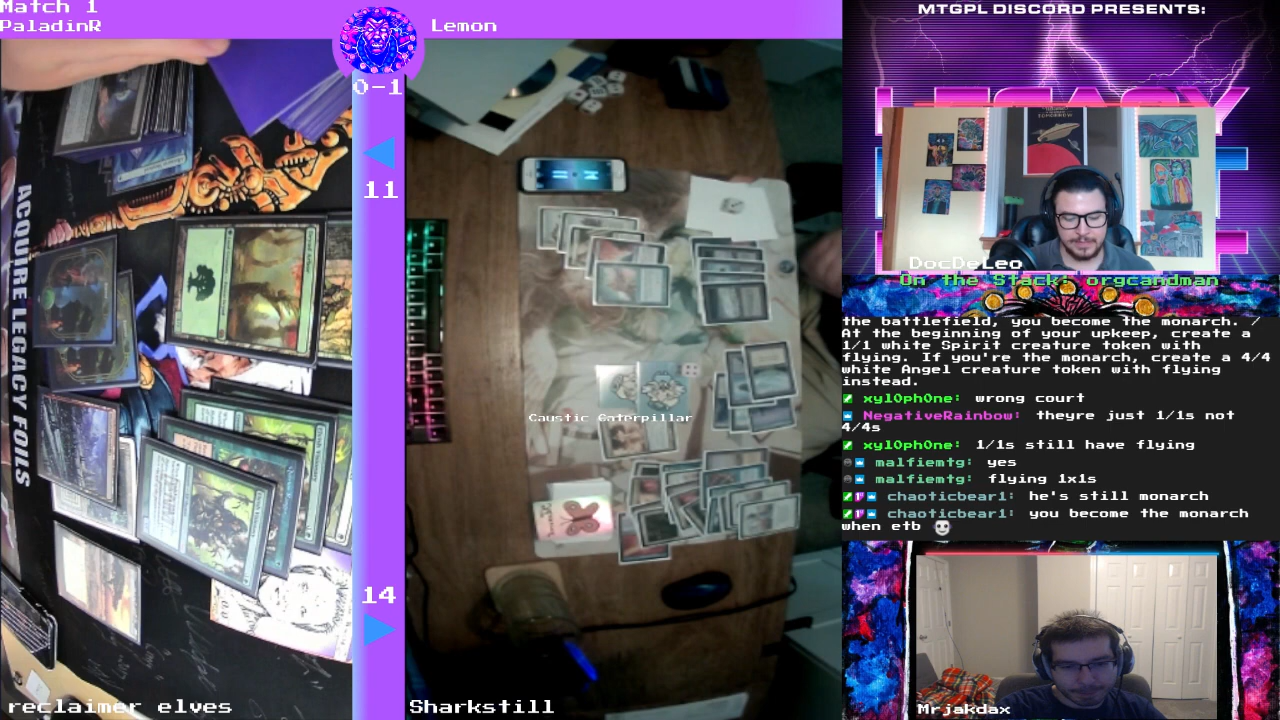 Match 1
PaladinR
Lemon
0-1
11
14
reclaimer elves
Sharkstill
ACQUIRE LEGACY FOILS
Caustic Caterpillar
MTGPL DISCORD PRESENTS:
LEGACY
TOMORROW
DocDeLeo
On the Stack: orgcandman
the battlefield, you become the monarch. /
At the beginning of your upkeep, create a
1/1 white Spirit creature token with
flying. If you're the monarch, create a 4/4
white Angel creature token with flying
instead.
xyl0ph0ne: wrong court
NegativeRainbow: theyre just 1/1s not
4/4s
xyl0ph0ne: 1/1s still have flying
malfiemtg: yes
malfiemtg: flying 1x1s
chaoticbear1: he's still monarch
chaoticbear1: you become the monarch
when etb
Mrjakdax